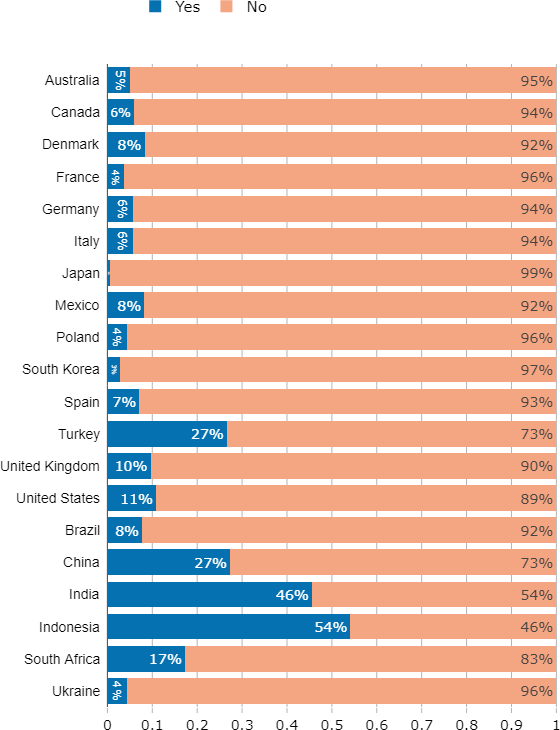 Yes No
Australia 5% 95%
Canada 6% 94%
Denmark 8% 92%
France 4% 96%
Germany 6% 94%
Italy 6% 94%
Japan 99%
Mexico 8% 92%
Poland 4% 96%
South Korea 3% 97%
Spain 7% 93%
Turkey 27% 73%
United Kingdom 10% 90%
United States 11% 89%
Brazil 8% 92%
China 27% 73%
India 46% 54%
Indonesia 54% 46%
South Africa 17% 83%
Ukraine 4% 96%
0 0.1 0.2 0.3 0.4 0.5 0.6 0.7 0.8 0.9 1